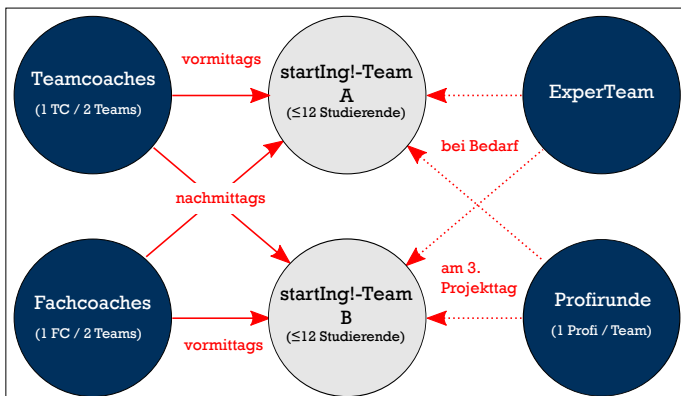 vormittags
Teamcoaches
(1 TC / 2 Teams)
startIng!-Team
A
(≤12 Studierende)
ExperTeam
bei Bedarf
nachmittags
am 3.
Projekttag
Fachcoaches
(1 FC / 2 Teams)
startIng!-Team
B
(≤12 Studierende)
Profirunde
(1 Profi / Team)
vormittags